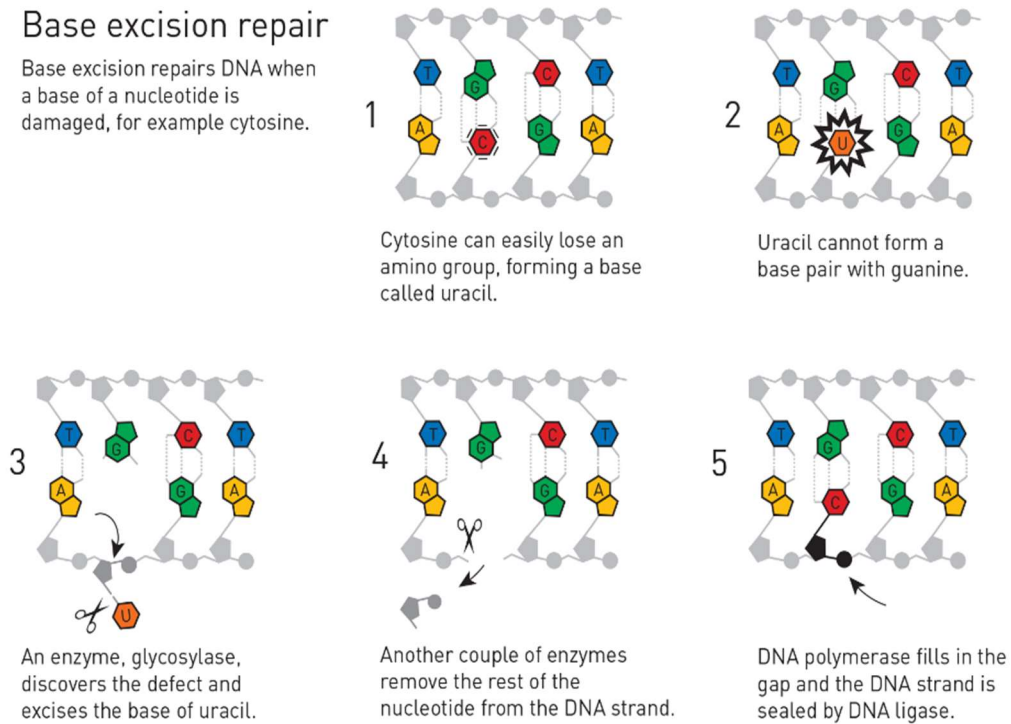 Base excision repair
Base excision repairs DNA when
a base of a nucleotide is
damaged, for example cytosine.
1
T G C T
A C G A
Cytosine can easily lose an
amino group, forming a base
called uracil.
2
T G C T
A U G A
Uracil cannot form a
base pair with guanine.
3
T G C T
A G A
U
An enzyme, glycosylase,
discovers the defect and
excises the base of uracil.
4
T G C T
A G A
Another couple of enzymes
remove the rest of the
nucleotide from the DNA strand.
5
T G C T
A C G A
DNA polymerase fills in the
gap and the DNA strand is
sealed by DNA ligase.